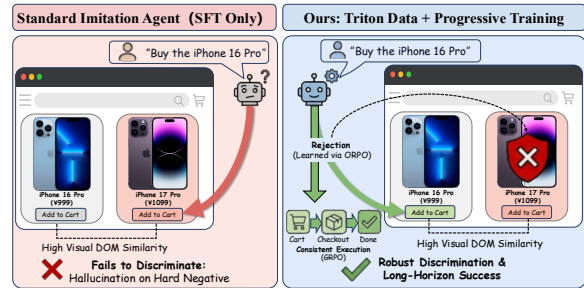 Standard Imitation Agent (SFT Only)
"Buy the iPhone 16 Pro"
?
iPhone 16 Pro
(¥999)
Add to Cart
iPhone 17 Pro
(¥1099)
Add to Cart
High Visual DOM Similarity
Fails to Discriminate:
Hallucination on Hard Negative
Ours: Triton Data + Progressive Training
"Buy the iPhone 16 Pro"
Rejection
(Learned via ORPO)
Cart
Checkout
Done
Consistent Execution
(GRPO)
iPhone 16 Pro
(¥999)
Add to Cart
iPhone 17 Pro
(¥1099)
Add to Cart
High Visual DOM Similarity
Robust Discrimination &
Long-Horizon Success